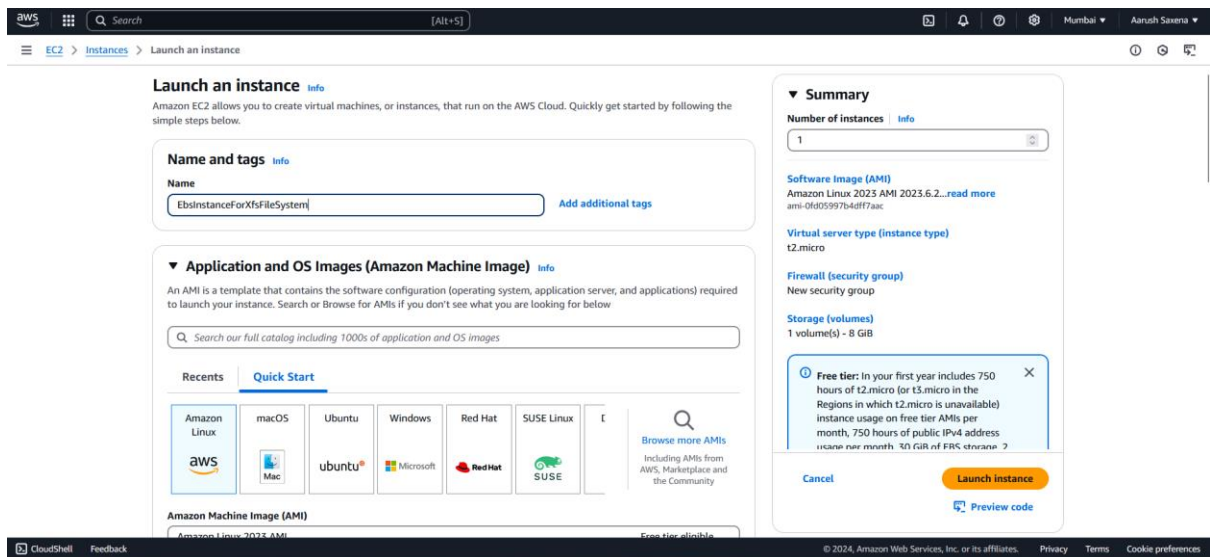 aws
Search
[Alt+S]
Mumbai
Aarush Saxena
EC2 > Instances > Launch an instance
Launch an instance Info
Amazon EC2 allows you to create virtual machines, or instances, that run on the AWS Cloud. Quickly get started by following the
simple steps below.
Name and tags Info
Name
EbsInstanceForXfsFileSystem
Add additional tags
Application and OS Images (Amazon Machine Image) Info
An AMI is a template that contains the software configuration (operating system, application server, and applications) required
to launch your instance. Search or Browse for AMIs if you don't see what you are looking for below
Search our full catalog including 1000s of application and OS images
Recents
Quick Start
Amazon
Linux
aws
macOS
Mac
Ubuntu
ubuntu
Windows
Microsoft
Red Hat
Red Hat
SUSE Linux
SUSE
Browse more AMIs
Including AMIs from
AWS, Marketplace and
the Community
Amazon Machine Image (AMI)
Amazon Linux 2023 AMI
Free tier eligible
Summary
Number of instances Info
1
Software Image (AMI)
Amazon Linux 2023 AMI 2023.6.2...read more
ami-0fd05997b4dff7aac
Virtual server type (instance type)
t2.micro
Firewall (security group)
New security group
Storage (volumes)
1 volume(s) - 8 GiB
Free tier: In your first year includes 750
hours of t2.micro (or t3.micro in the
Regions in which t2.micro is unavailable)
instance usage on free tier AMIs per
month, 750 hours of public IPv4 address
usage per month, 30 GiB of EBS storage, 2
Cancel
Launch instance
Preview code
CloudShell
Feedback
© 2024, Amazon Web Services, Inc. or its affiliates.
Privacy
Terms
Cookie preferences